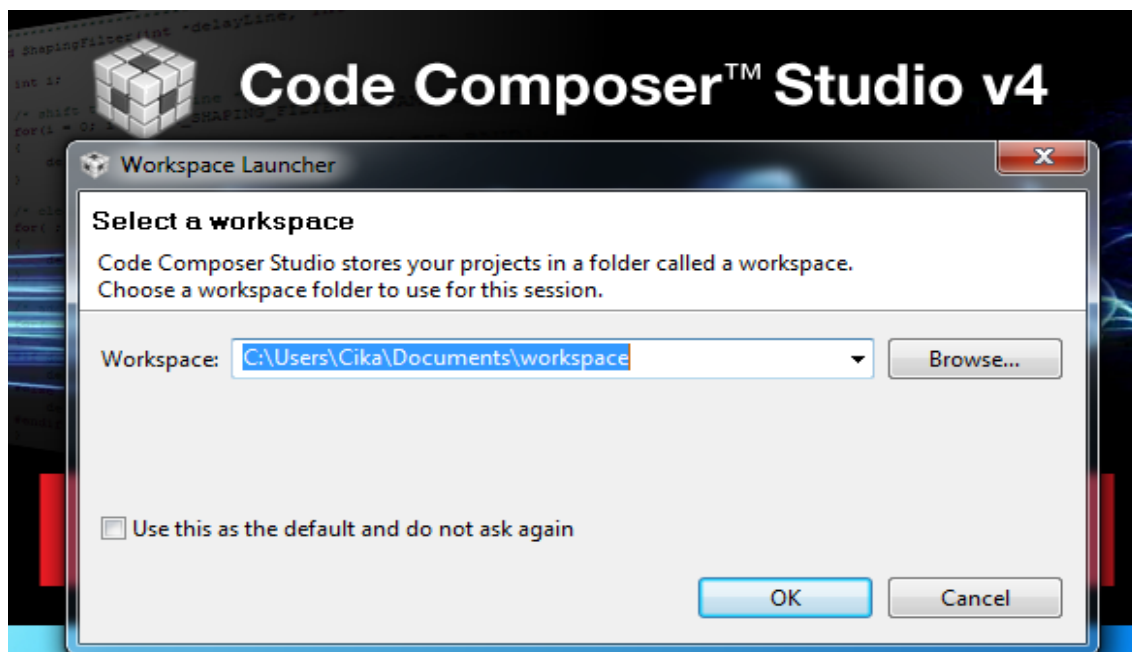 Code Composer™ Studio v4
Workspace Launcher
Select a workspace
Code Composer Studio stores your projects in a folder called a workspace.
Choose a workspace folder to use for this session.
Workspace:
C:\Users\Cika\Documents\workspace
Browse...
Use this as the default and do not ask again
OK
Cancel